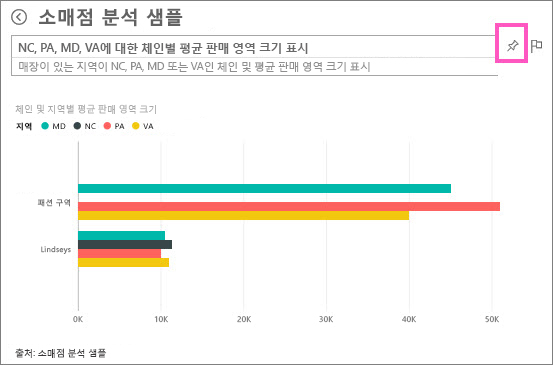 소매점 분석 샘플
NC, PA, MD, VA에 대한 체인별 평균 판매 영역 크기 표시
매장이 있는 지역이 NC, PA, MD 또는 VA인 체인 및 평균 판매 영역 크기 표시
체인 및 지역별 평균 판매 영역 크기
지역 MD NC PA VA
패션 구역
Lindseys
0K 10K 20K 30K 40K 50K
출처: 소매점 분석 샘플